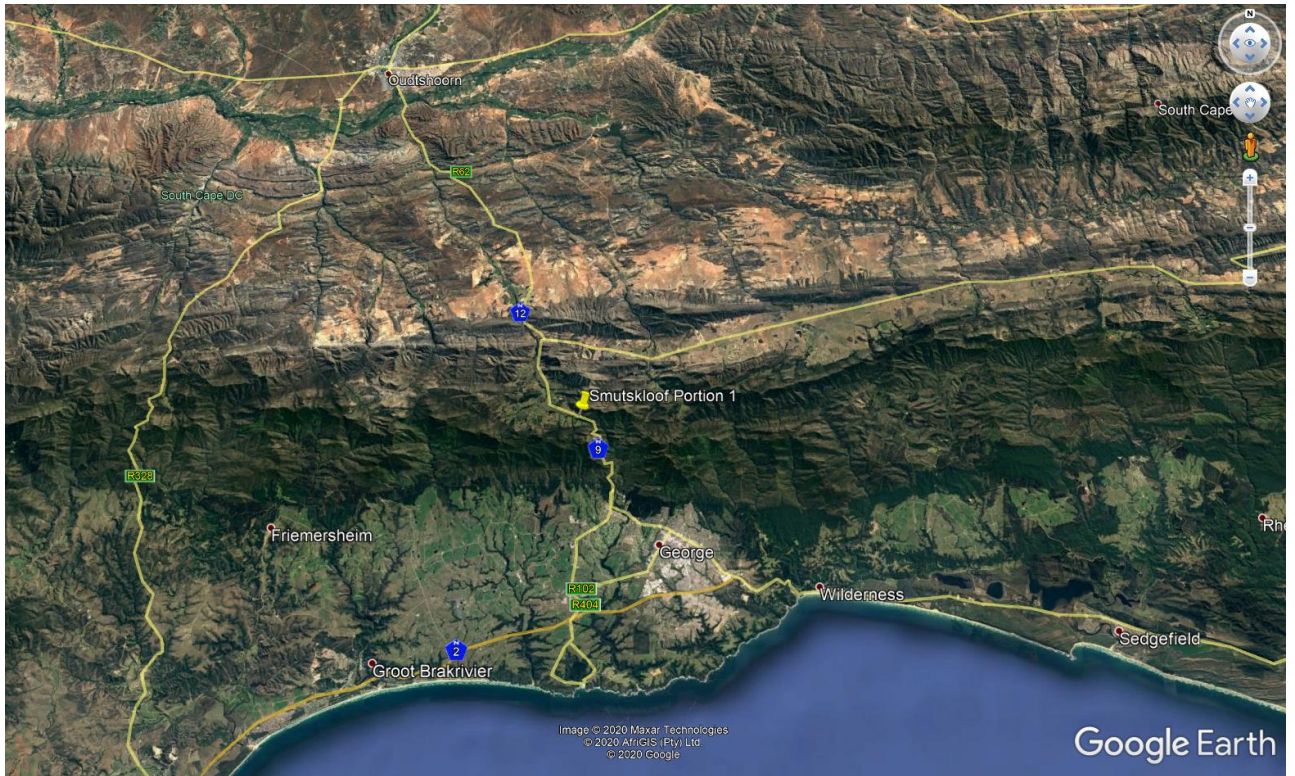 N
Oudtshoorn
South Cape
R62
South Cape DC
N
12
Smutskloof Portion 1
N
9
R328
Friemersheim
George
R102
R404
Wilderness
Sedgefield
N
2
Groot Brakrivier
Image © 2020 Maxar Technologies
© 2020 AfriGIS (Pty) Ltd.
© 2020 Google
Google Earth